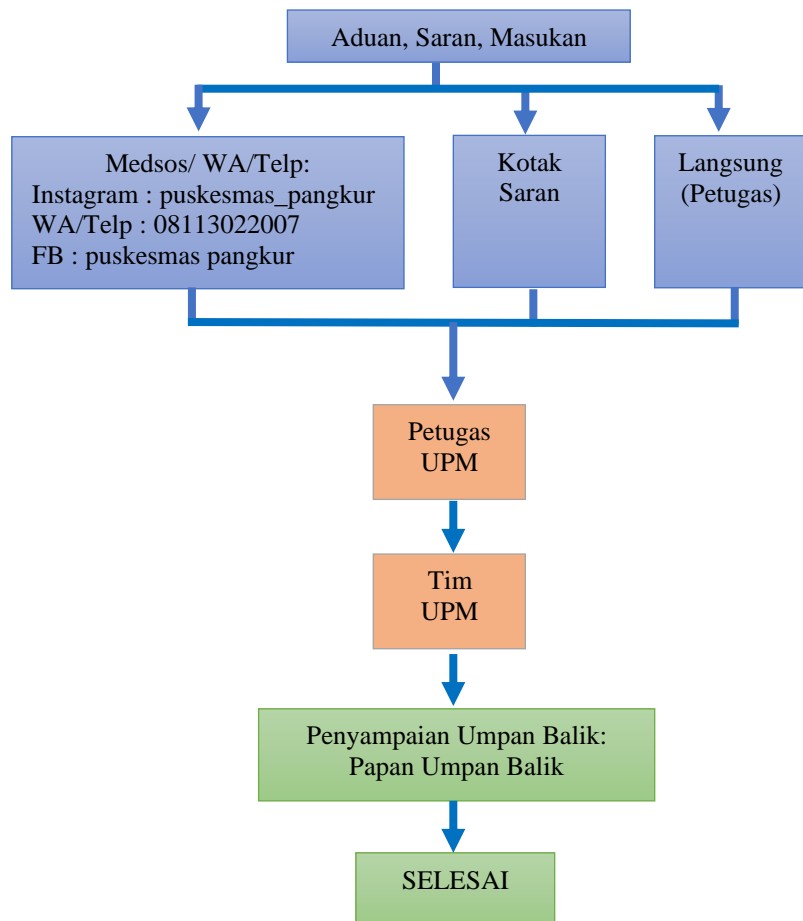 Aduan, Saran, Masukan
Medsos/ WA/Telp:
Instagram : puskesmas_pangkur
WA/Telp : 08113022007
FB : puskesmas pangkur
Kotak
Saran
Langsung
(Petugas)
Petugas
UPM
Tim
UPM
Penyampaian Umpan Balik:
Papan Umpan Balik
SELESAI